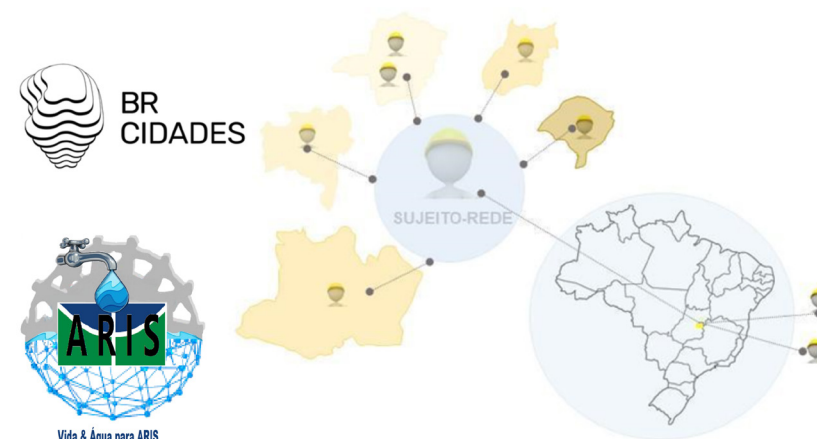 BR
CIDADES
SUJEITO-REDE
ARIS
Vida & Água para ARIS